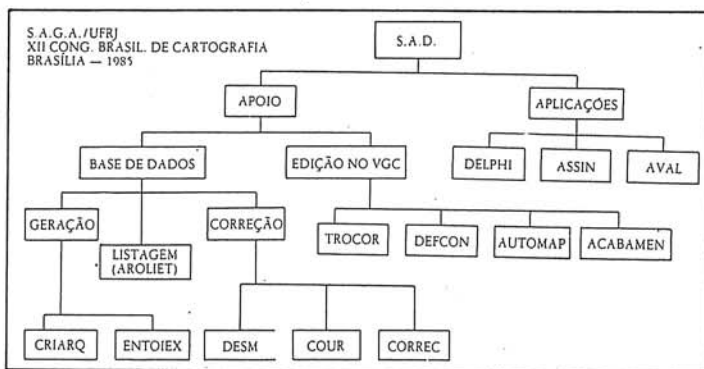 S.A.G.A./UFRJ
XII CONG. BRASIL. DE CARTOGRAFIA
BRASÍLIA — 1985
S.A.D.
APOIO
APLICAÇÕES
BASE DE DADOS
EDIÇÃO NO VGC
DELPHI
ASSIN
AVAL
GERAÇÃO
LISTAGEM
(AROLIET)
CORREÇÃO
TROCOR
DEFCON
AUTOMAP
ACABAMEN
CRIARQ
ENTOIEX
DESM
COUR
CORREC